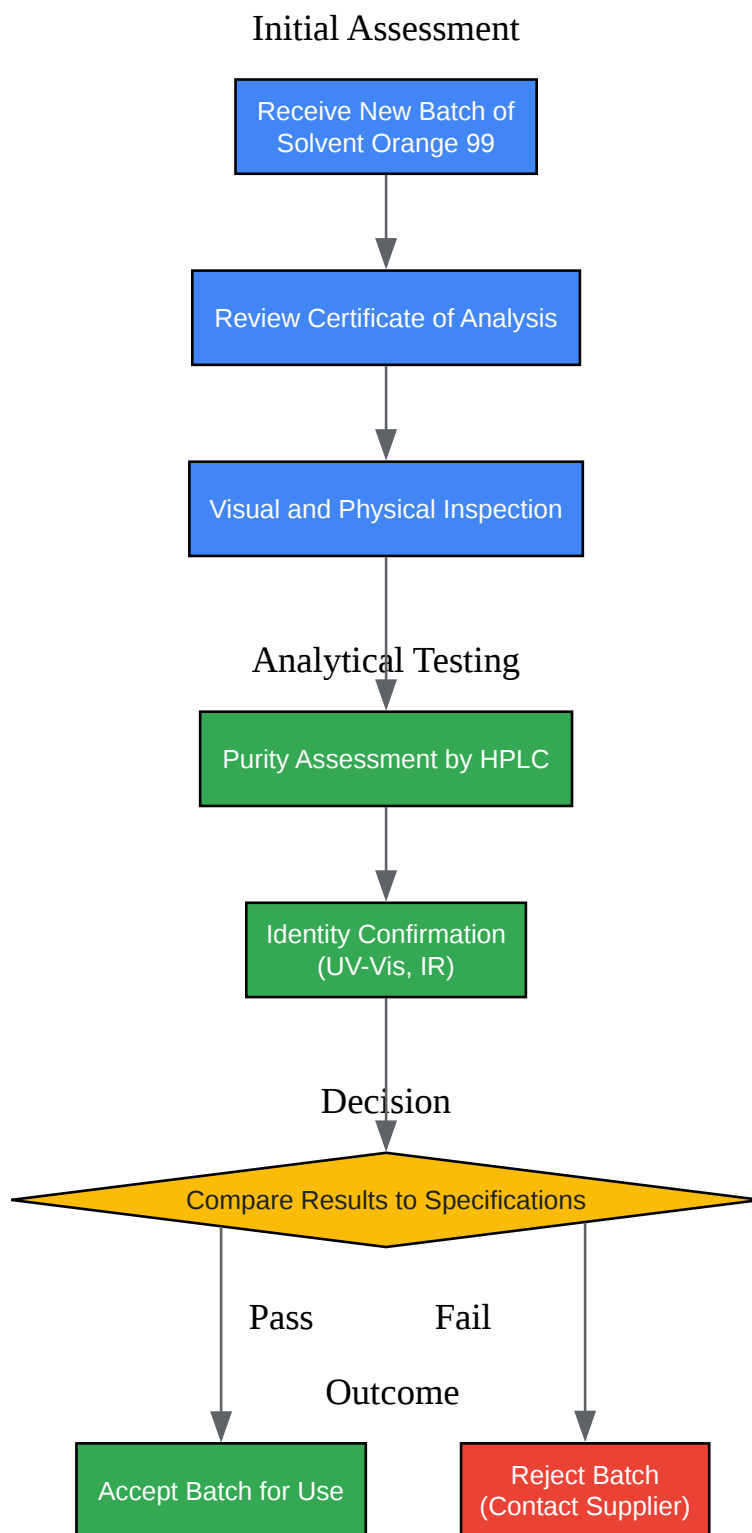 Initial Assessment
Receive New Batch of
Solvent Orange 99
Review Certificate of Analysis
Visual and Physical Inspection
Analytical Testing
Purity Assessment by HPLC
Identity Confirmation
(UV-Vis, IR)
Decision
Compare Results to Specifications
Pass
Fail
Outcome
Accept Batch for Use
Reject Batch
(Contact Supplier)